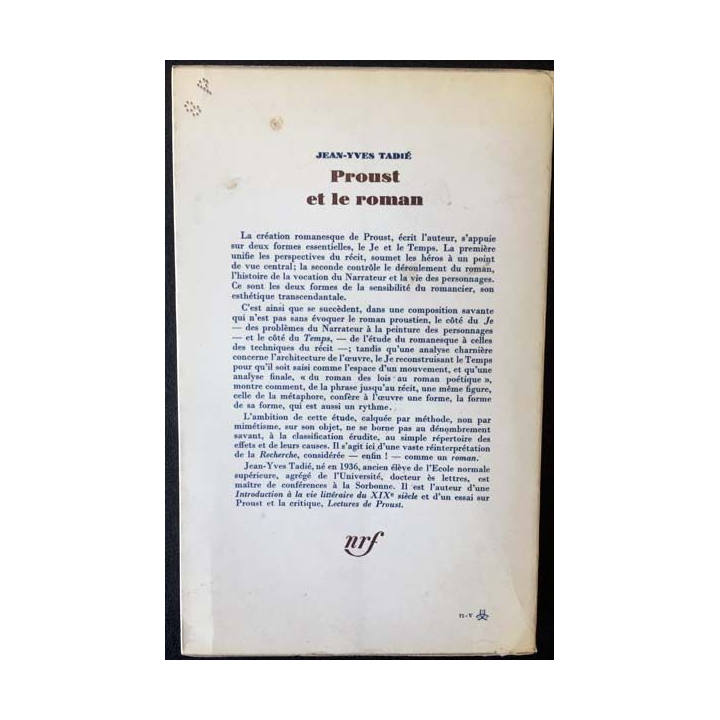 S P
JEAN-YVES TADIÉ
Proust
et le roman
La création romanesque de Proust, écrit l'auteur, s'appuie
sur deux formes essentielles, le Je et le Temps. La première
unifie les perspectives du récit, soumet les héros à un point
de vue central; la seconde contrôle le déroulement du roman,
l'histoire de la vocation du Narrateur et la vie des personnages.
Ce sont les deux formes de la sensibilité du romancier, son
esthétique transcendantale.
C'est ainsi que se succèdent, dans une composition savante
qui n'est pas sans évoquer le roman proustien, le côté du Je
— des problèmes du Narrateur à la peinture des personnages
— et le côté du Temps, — de l'étude du romanesque à celles
des techniques du récit —; tandis qu'une analyse charnière
concerne l'architecture de l'œuvre, le Je reconstruisant le Temps
pour qu'il soit saisi comme l'espace d'un mouvement, et qu'une
analyse finale, « du roman des lois au roman poétique »,
montre comment, de la phrase jusqu'au récit, une même figure,
celle de la métaphore, confère à l'œuvre une forme, la forme
de sa forme, qui est aussi un rythme.
L'ambition de cette étude, calquée par méthode, non par
mimétisme, sur son objet, ne se borne pas au dénombrement
savant, à la classification érudite, au simple répertoire des
effets et de leurs causes. Il s'agit ici d'une vaste réinterprétation
de la Recherche, considérée — enfin ! — comme un roman.
Jean-Yves Tadié, né en 1936, ancien élève de l'Ecole normale
supérieure, agrégé de l'Université, docteur ès lettres, est
maître de conférences à la Sorbonne. Il est l'auteur d'une
Introduction à la vie littéraire du XIXe siècle et d'un essai sur
Proust et la critique, Lectures de Proust.
nrf
71-V